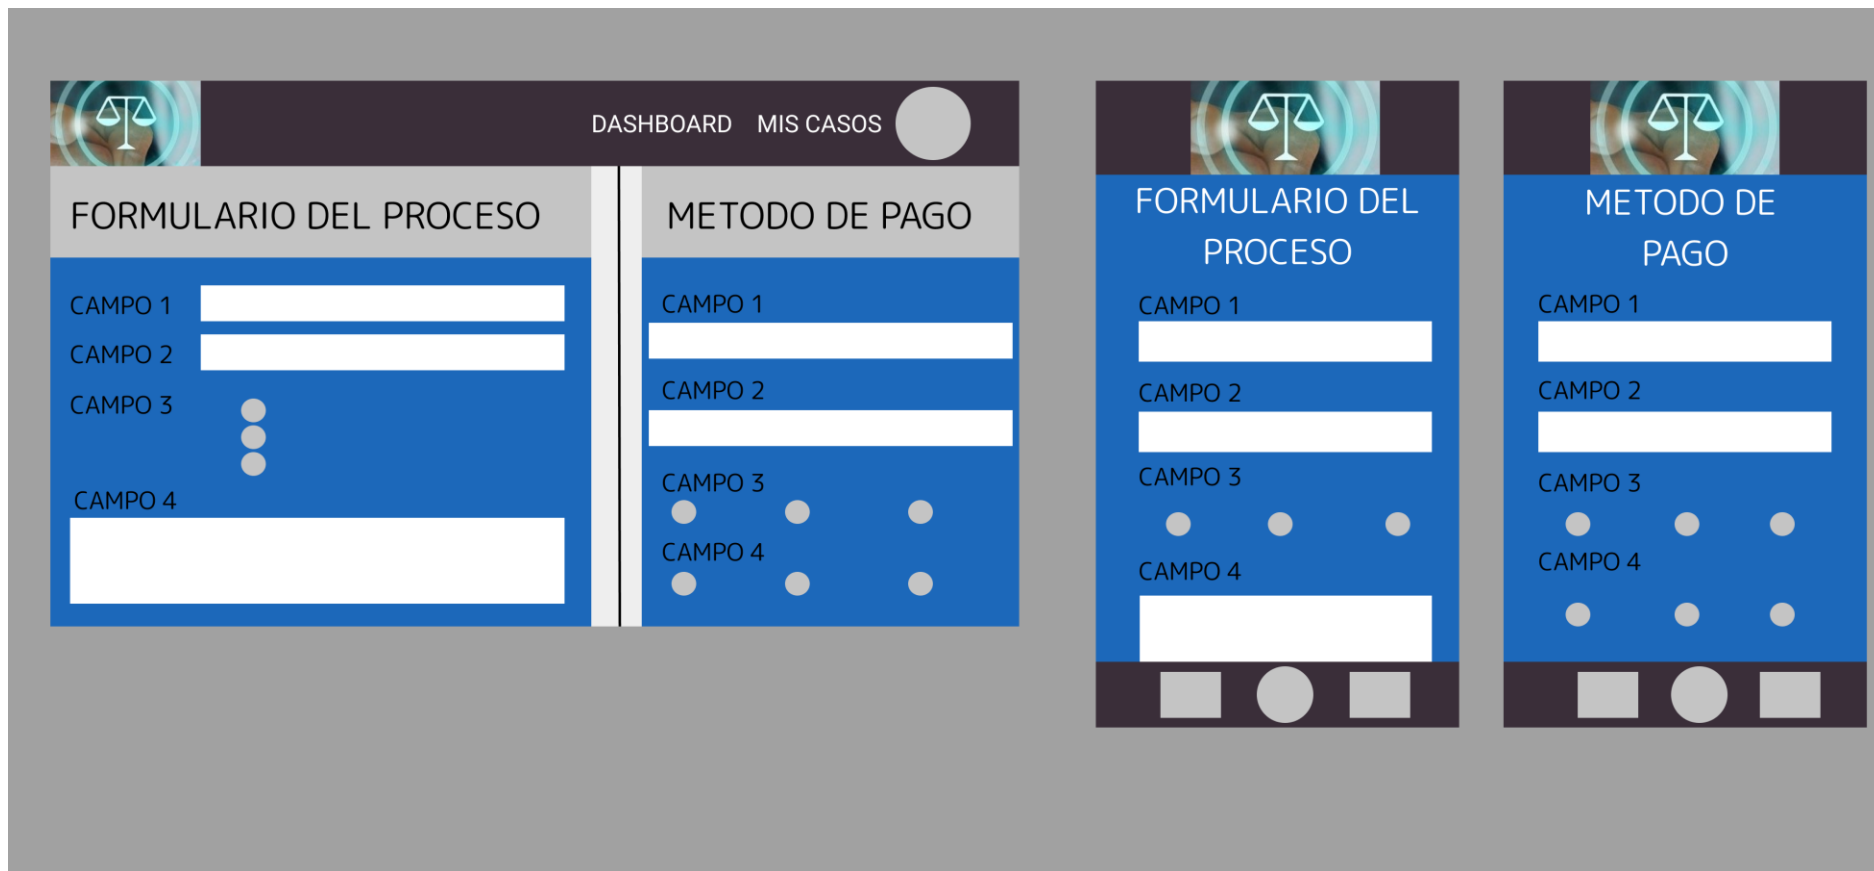 DASHBOARD MIS CASOS
FORMULARIO DEL PROCESO
CAMPO 1
CAMPO 2
CAMPO 3
CAMPO 4
METODO DE PAGO
CAMPO 1
CAMPO 2
CAMPO 3
CAMPO 4
FORMULARIO DEL
PROCESO
CAMPO 1
CAMPO 2
CAMPO 3
CAMPO 4
METODO DE
PAGO
CAMPO 1
CAMPO 2
CAMPO 3
CAMPO 4